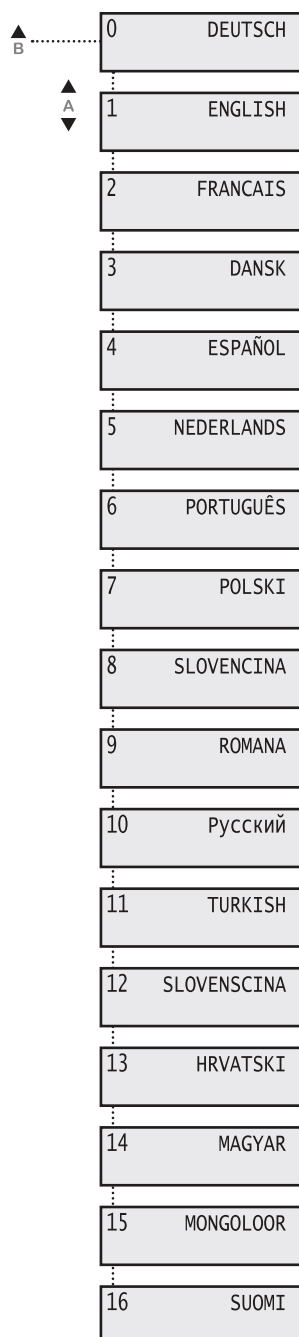 0 DEUTSCH
B
A
1 ENGLISH
2 FRANCAIS
3 DANSK
4 ESPAÑOL
5 NEDERLANDS
6 PORTUGUÊS
7 POLSKI
8 SLOVENCINA
9 ROMANA
10 Русский
11 TURKISH
12 SLOVENSCINA
13 HRVATSKI
14 MAGYAR
15 MONGOLOOR
16 SUOMI